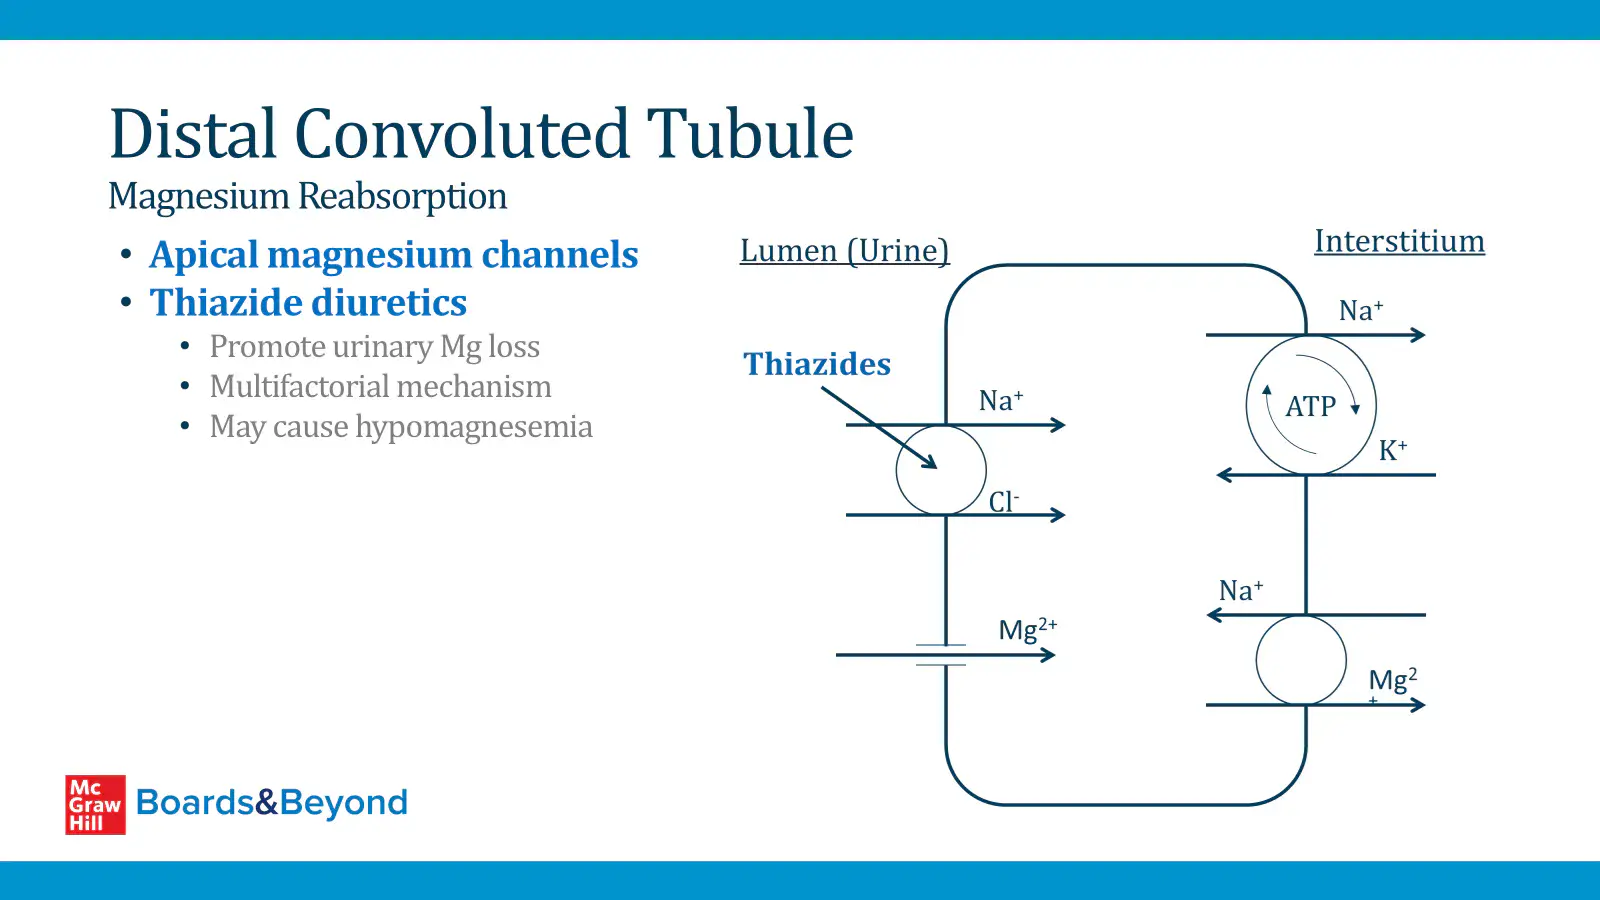 Distal Convoluted Tubule
Magnesium Reabsorption
• Apical magnesium channels
• Thiazide diuretics
• Promote urinary Mg loss
• Multifactorial mechanism
• May cause hypomagnesemia
Lumen (Urine)
Interstitium
Thiazides
Na⁺
Cl⁻
Mg²⁺
Na⁺
ATP
K⁺
Na⁺
Mg²
⁺
Mc
Graw
Hill
Boards&Beyond